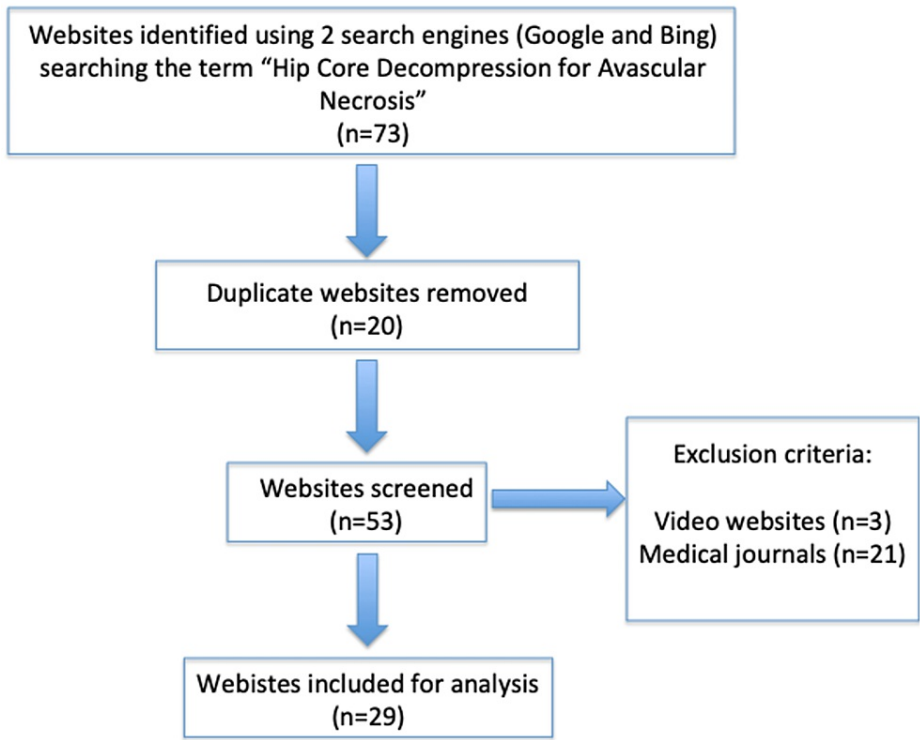 Websites identified using 2 search engines (Google and Bing)
searching the term “Hip Core Decompression for Avascular
Necrosis”
(n=73)
Duplicate websites removed
(n=20)
Websites screened
(n=53)
Exclusion criteria:
Video websites (n=3)
Medical journals (n=21)
Webistes included for analysis
(n=29)